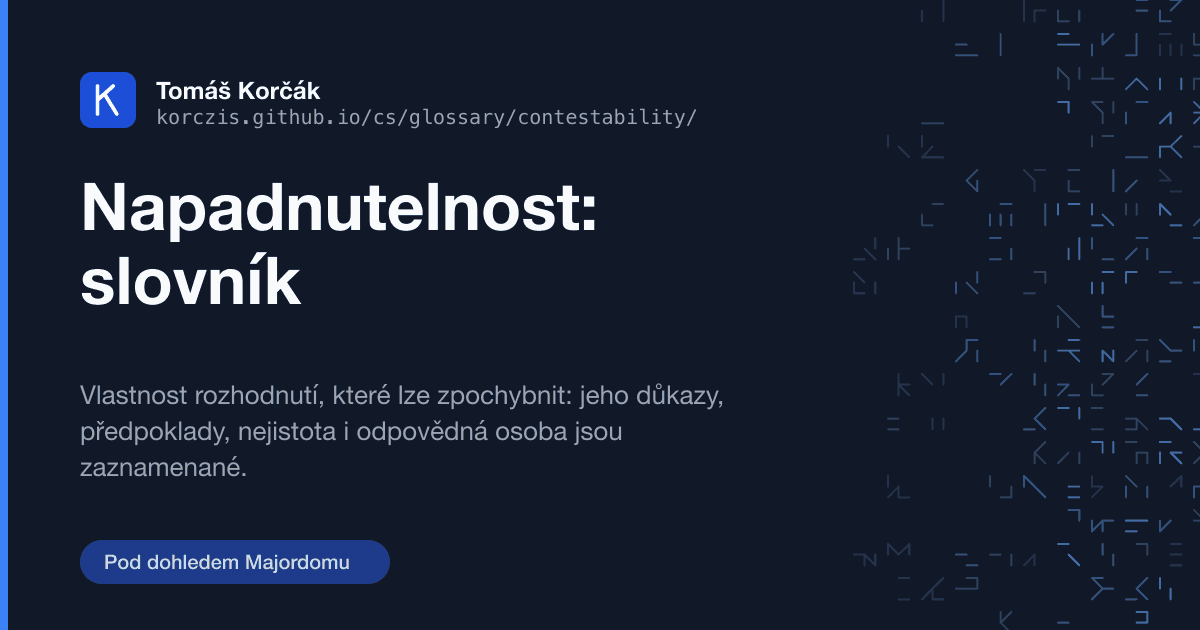 Tomáš Korčák
korczis.github.io/cs/glossary/contestability/
Napadnutelnost:
slovník
Vlastnost rozhodnutí, které lze zpochybnit: jeho důkazy,
předpoklady, nejistota i odpovědná osoba jsou
zaznamenané.
Pod dohledem Majordomu